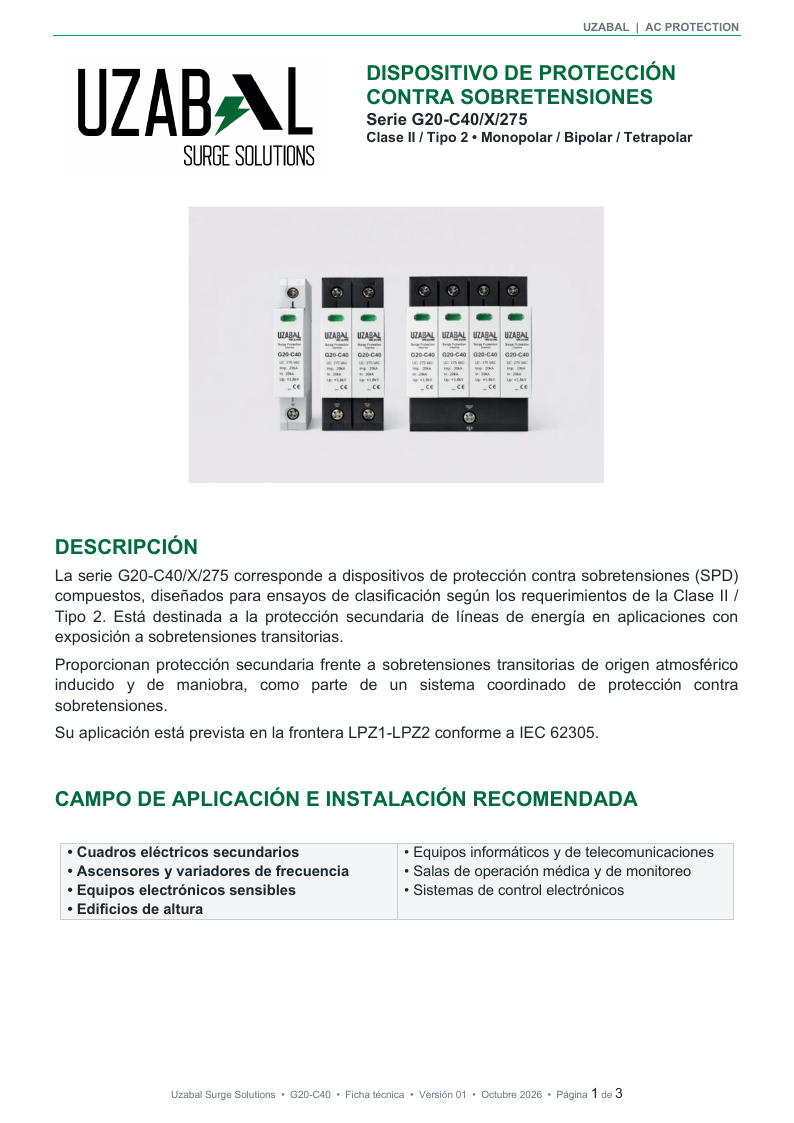 UZABAL | AC PROTECTION
UZABAL
SURGE SOLUTIONS
DISPOSITIVO DE PROTECCIÓN
CONTRA SOBRETENSIONES
Serie G20-C40/X/275
Clase II / Tipo 2 • Monopolar / Bipolar / Tetrapolar
UZABAL
G20-C40
UZABAL UZABAL
G20-C40 G20-C40
UZABAL UZABAL UZABAL UZABAL
G20-C40 G20-C40 G20-C40 G20-C40
DESCRIPCIÓN
La serie G20-C40/X/275 corresponde a dispositivos de protección contra sobretensiones (SPD)
compuestos, diseñados para ensayos de clasificación según los requerimientos de la Clase II /
Tipo 2. Está destinada a la protección secundaria de líneas de energía en aplicaciones con
exposición a sobretensiones transitorias.
Proporcionan protección secundaria frente a sobretensiones transitorias de origen atmosférico
inducido y de maniobra, como parte de un sistema coordinado de protección contra
sobretensiones.
Su aplicación está prevista en la frontera LPZ1-LPZ2 conforme a IEC 62305.
CAMPO DE APLICACIÓN E INSTALACIÓN RECOMENDADA
• Cuadros eléctricos secundarios
• Ascensores y variadores de frecuencia
• Equipos electrónicos sensibles
• Edificios de altura
• Equipos informáticos y de telecomunicaciones
• Salas de operación médica y de monitoreo
• Sistemas de control electrónicos
Uzabal Surge Solutions • G20-C40 • Ficha técnica • Versión 01 • Octubre 2026 • Página 1 de 3